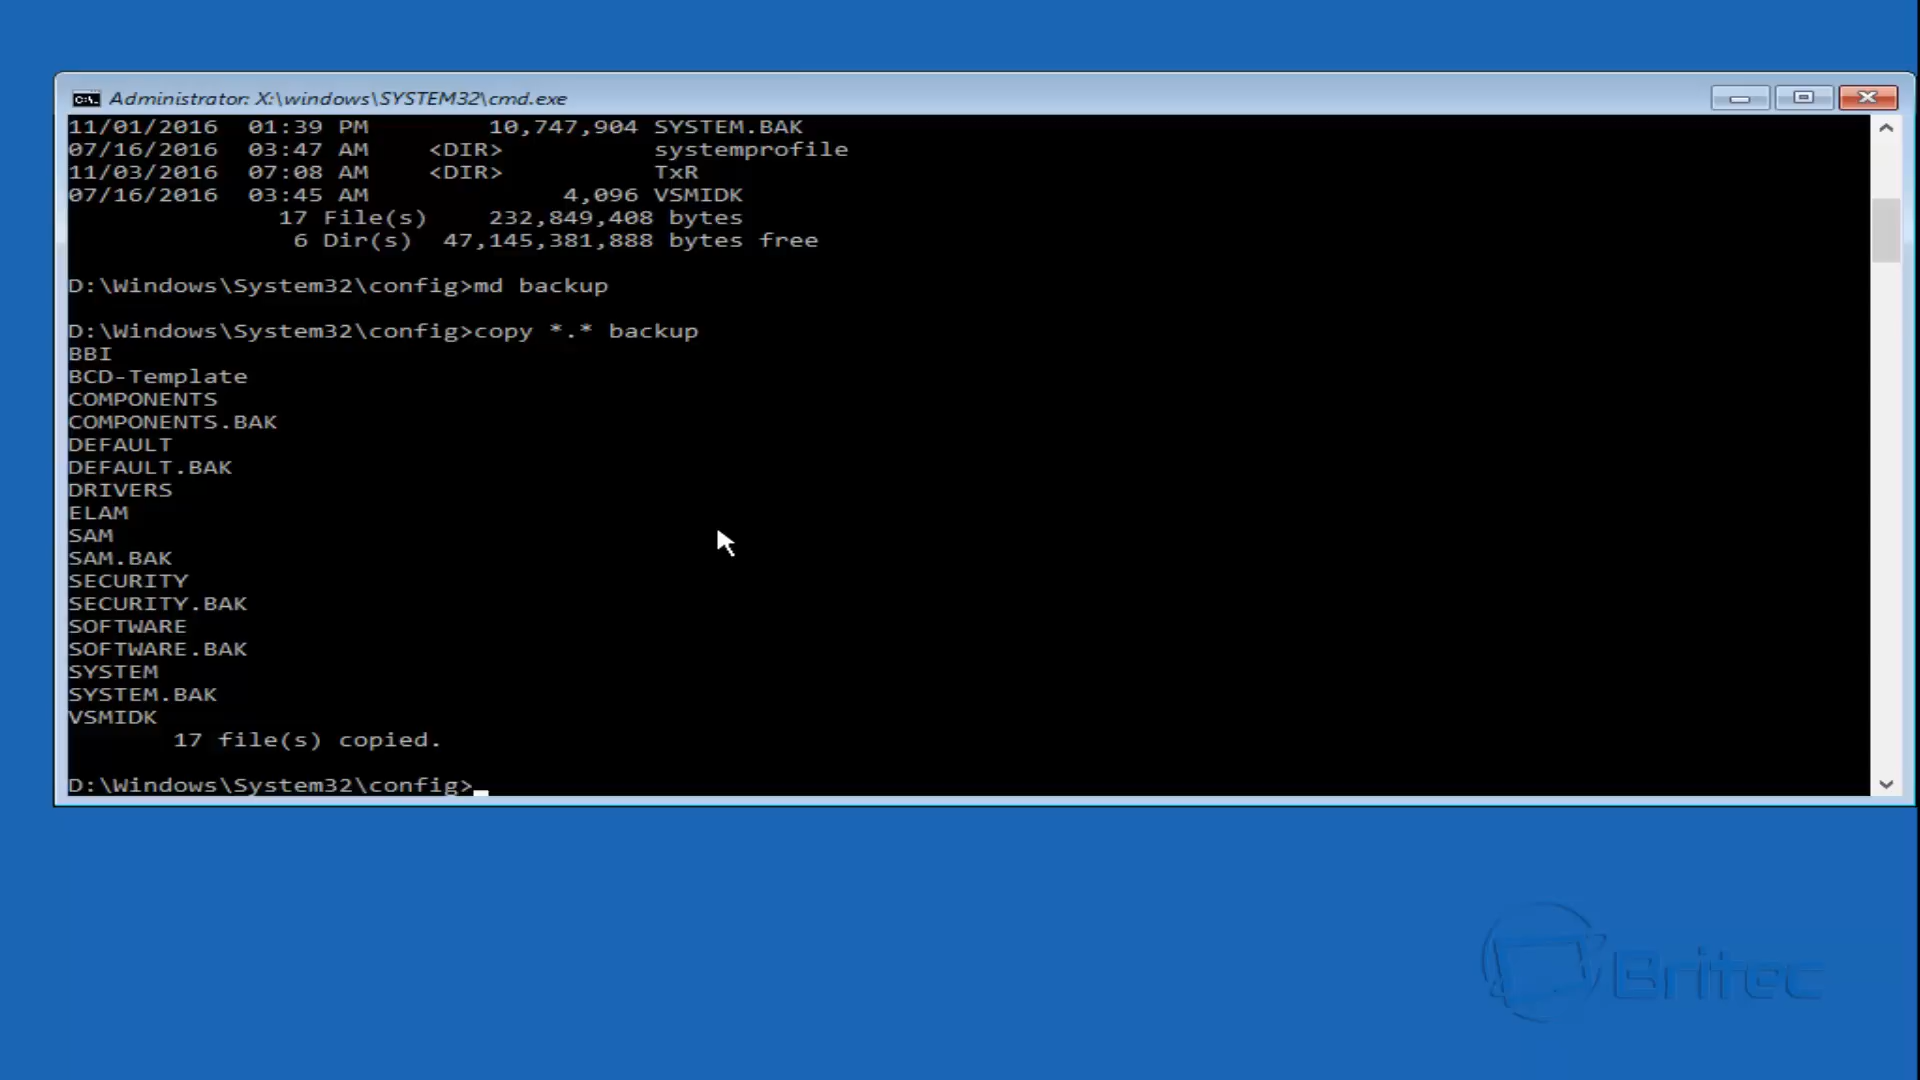 Administrator: X:\windows\SYSTEM32\cmd.exe
11/01/2016  01:39 PM        10,747,904 SYSTEM.BAK
07/16/2016  03:47 AM    <DIR>          systemprofile
11/03/2016  07:08 AM    <DIR>          TxR
07/16/2016  03:45 AM             4,096 VSMIDK
              17 File(s)    232,849,408 bytes
               6 Dir(s)  47,145,381,888 bytes free
D:\Windows\System32\config>md backup
D:\Windows\System32\config>copy *.* backup
BBI
BCD-Template
COMPONENTS
COMPONENTS.BAK
DEFAULT
DEFAULT.BAK
DRIVERS
ELAM
SAM
SAM.BAK
SECURITY
SECURITY.BAK
SOFTWARE
SOFTWARE.BAK
SYSTEM
SYSTEM.BAK
VSMIDK
       17 file(s) copied.
D:\Windows\System32\config>
Britec